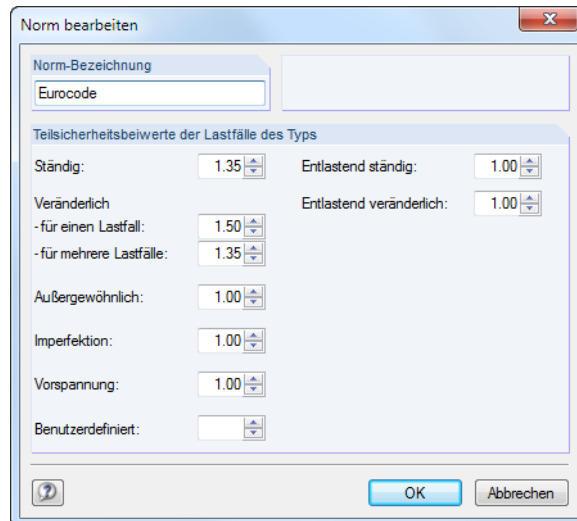 Norm bearbeiten
Norm-Bezeichnung
Eurocode
Teilsicherheitsbeiwerte der Lastfälle des Typs
Ständig: 1.35 Entlastend ständig: 1.00
Veränderlich Entlastend veränderlich: 1.00
- für einen Lastfall: 1.50
- für mehrere Lastfälle: 1.35
Außergewöhnlich: 1.00
Imperfektion: 1.00
Vorspannung: 1.00
Benutzerdefiniert:
OK Abbrechen